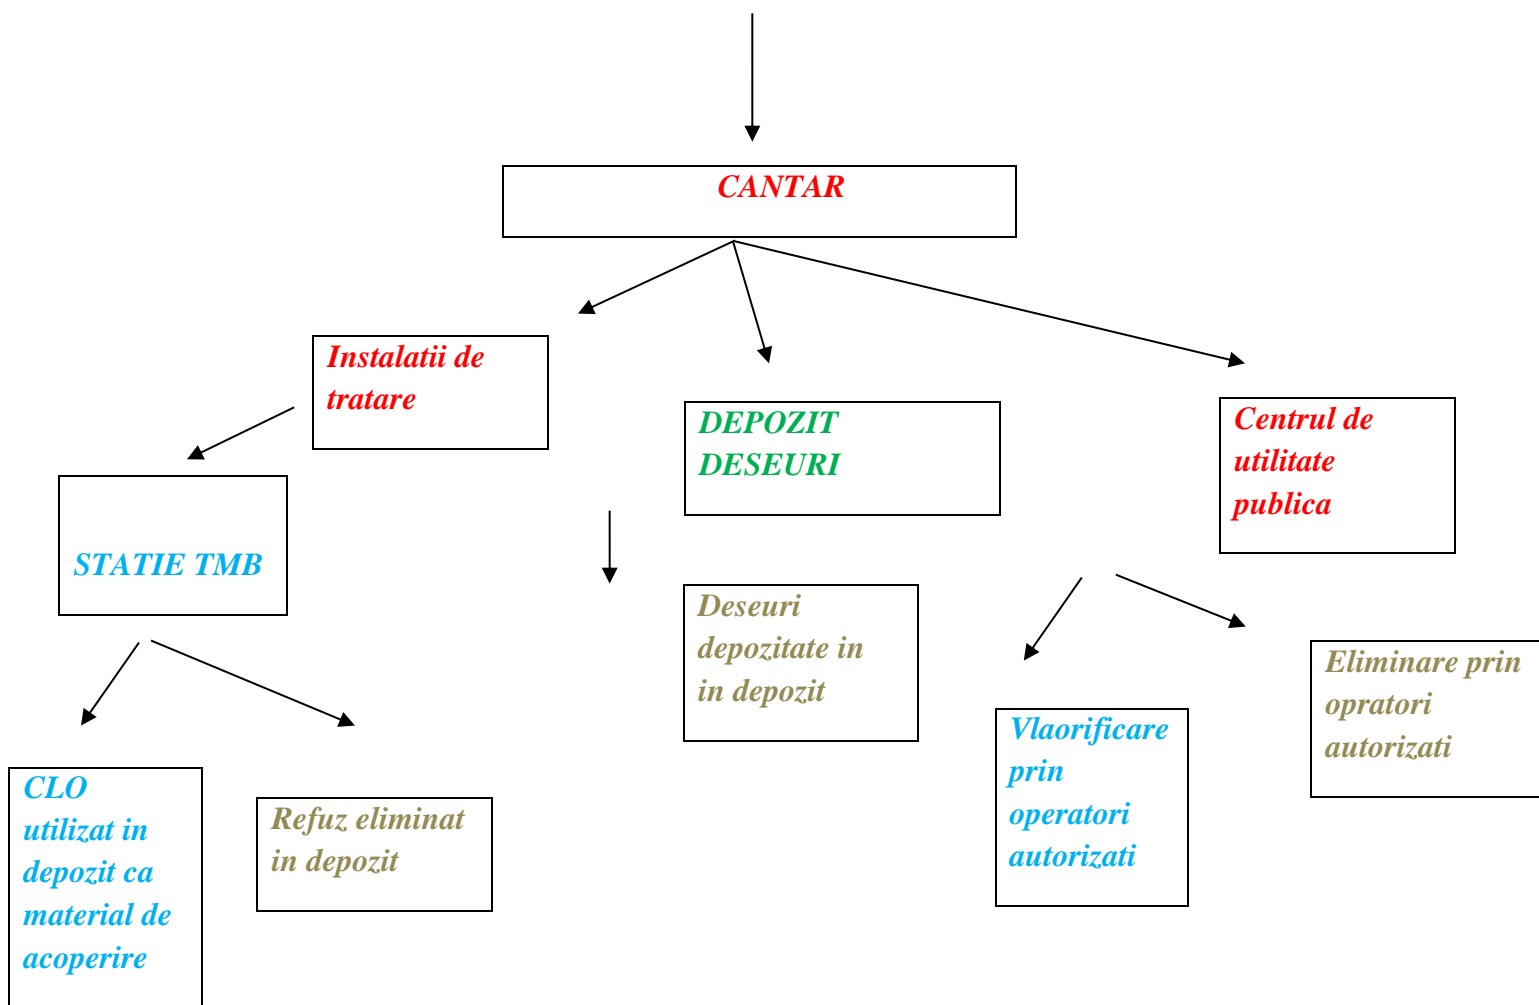 CANTAR
Instalatii de
tratare
DEPOZIT
DESEURI
Centrul de
utilitate
publica
STATIE TMB
Deseuri
depozitate in
in depozit
Eliminare prin
opratori
autorizati
Vlaorificare
prin
operatori
autorizati
CLO
utilizat in
depozit ca
material de
acoperire
Refuz eliminat
in depozit